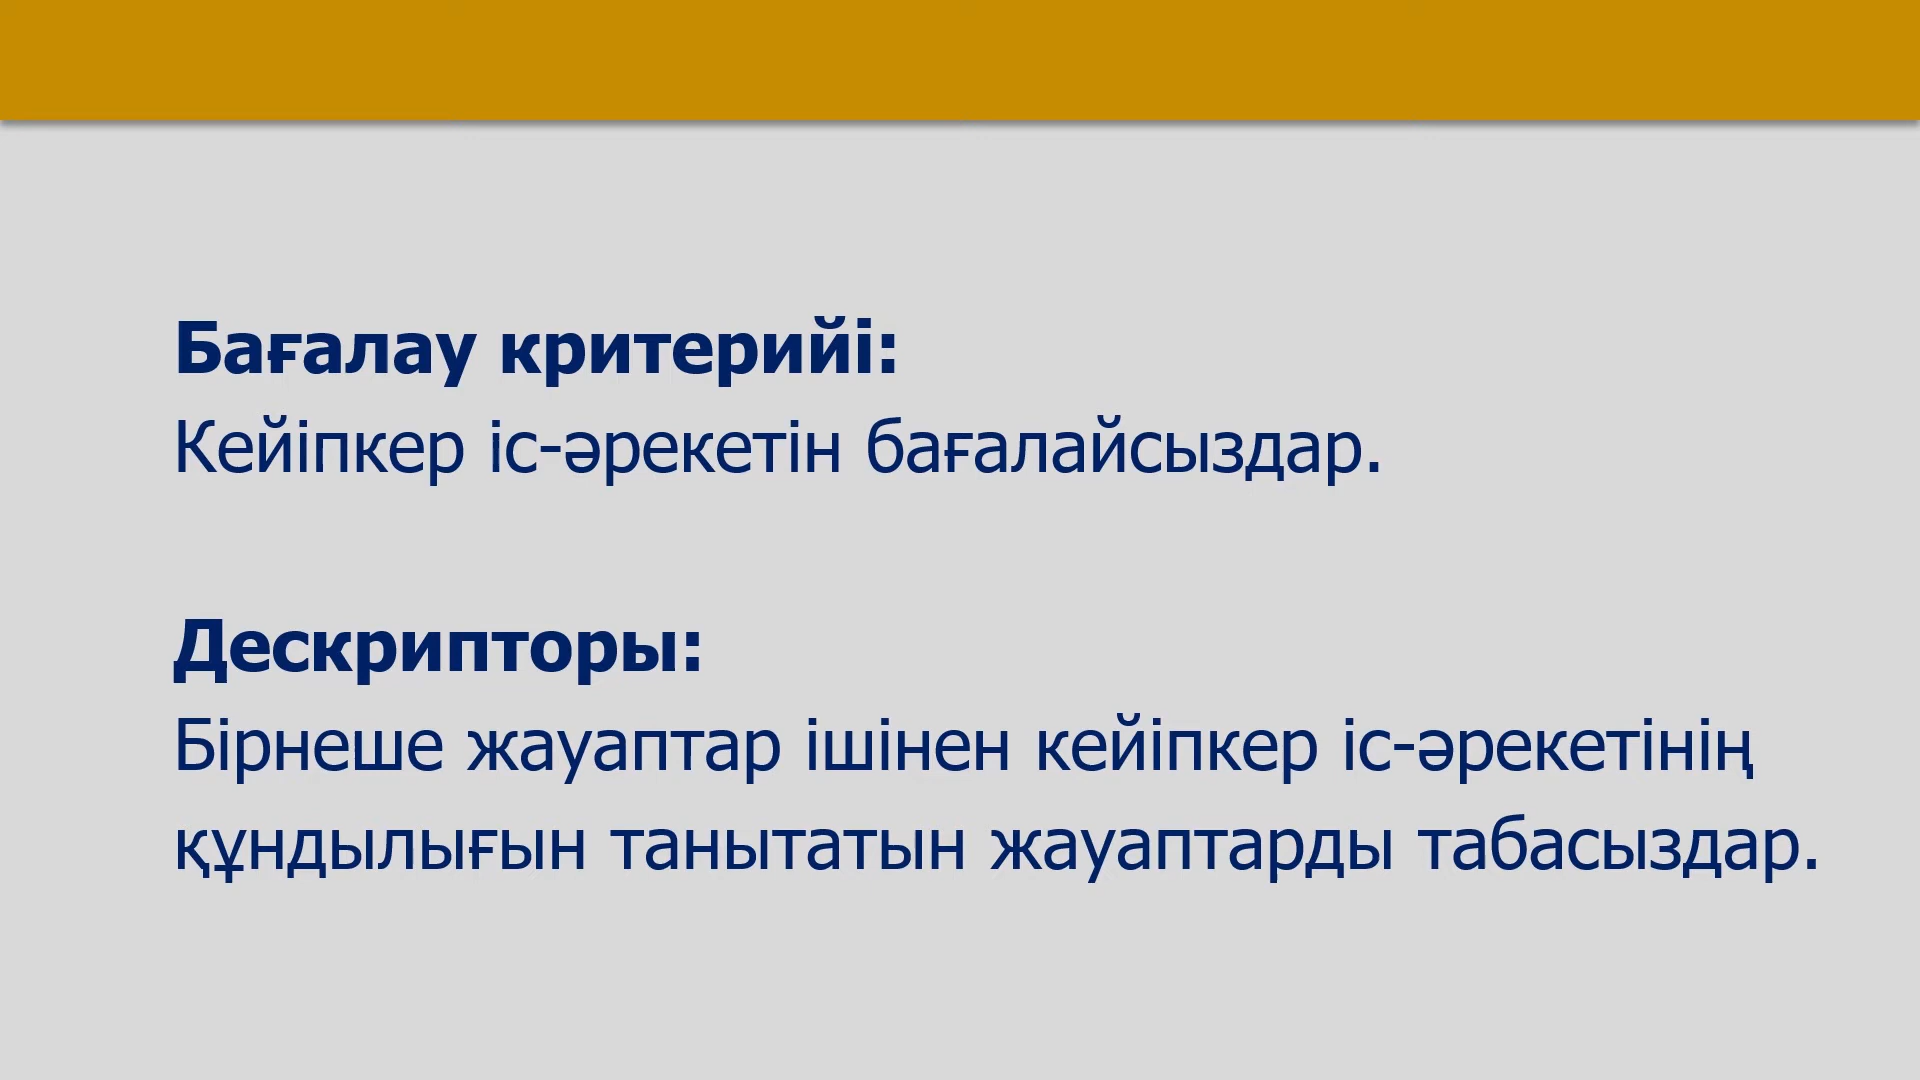 Бағалау критерийі:
Кейіпкер іс-әрекетін бағалайсыздар.
Дескрипторы:
Бірнеше жауаптар ішінен кейіпкер іс-әрекетінің
құндылығын танытатын жауаптарды табасыздар.